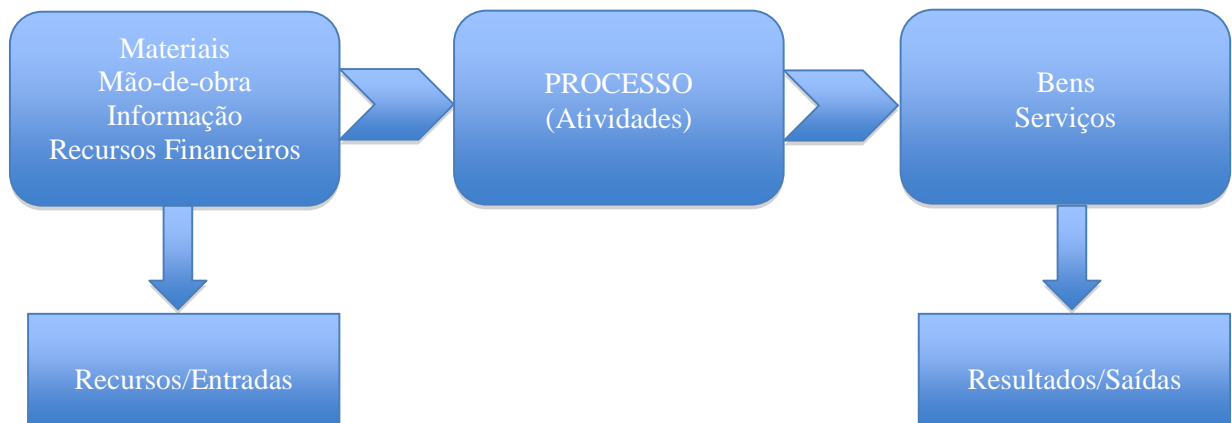 Materiais
Mão-de-obra
Informação
Recursos Financeiros
PROCESSO
(Atividades)
Bens
Serviços
Recursos/Entradas
Resultados/Saídas